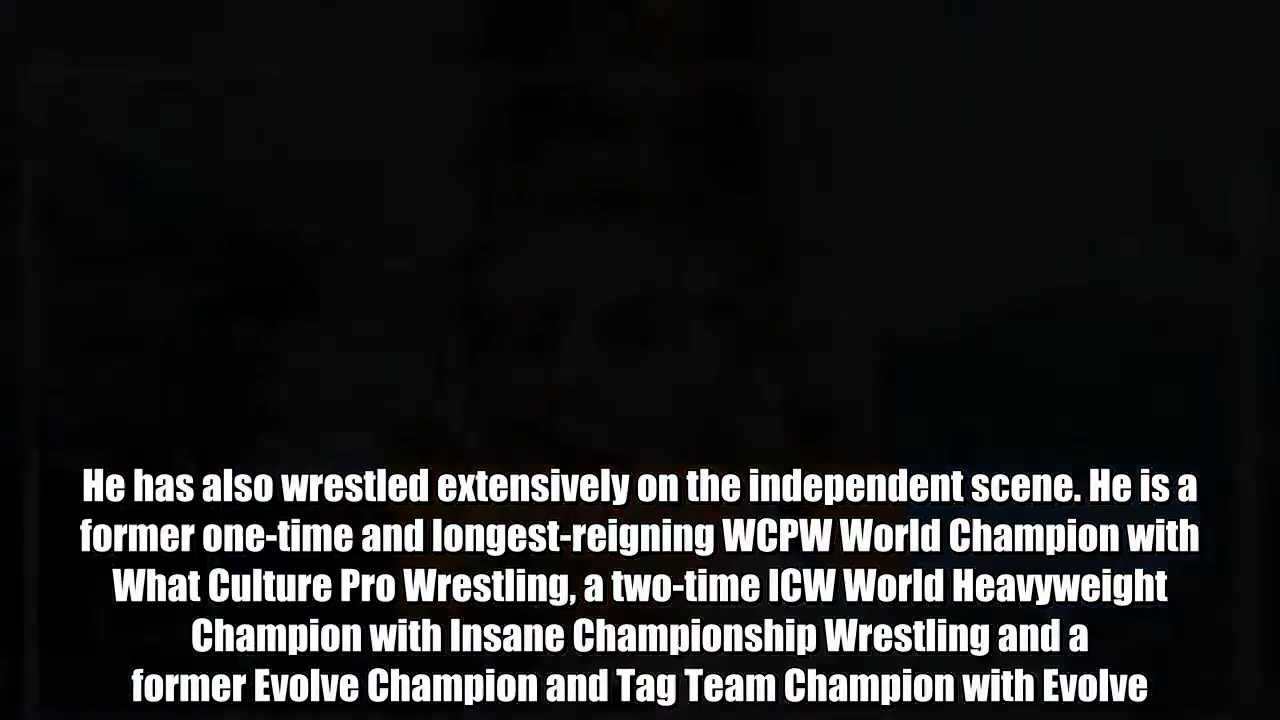 He has also wrestled extensively on the independent scene. He is a
former one-time and longest-reigning WCPW World Champion with
What Culture Pro Wrestling, a two-time ICW World Heavyweight
Champion with Insane Championship Wrestling and a
former Evolve Champion and Tag Team Champion with Evolve